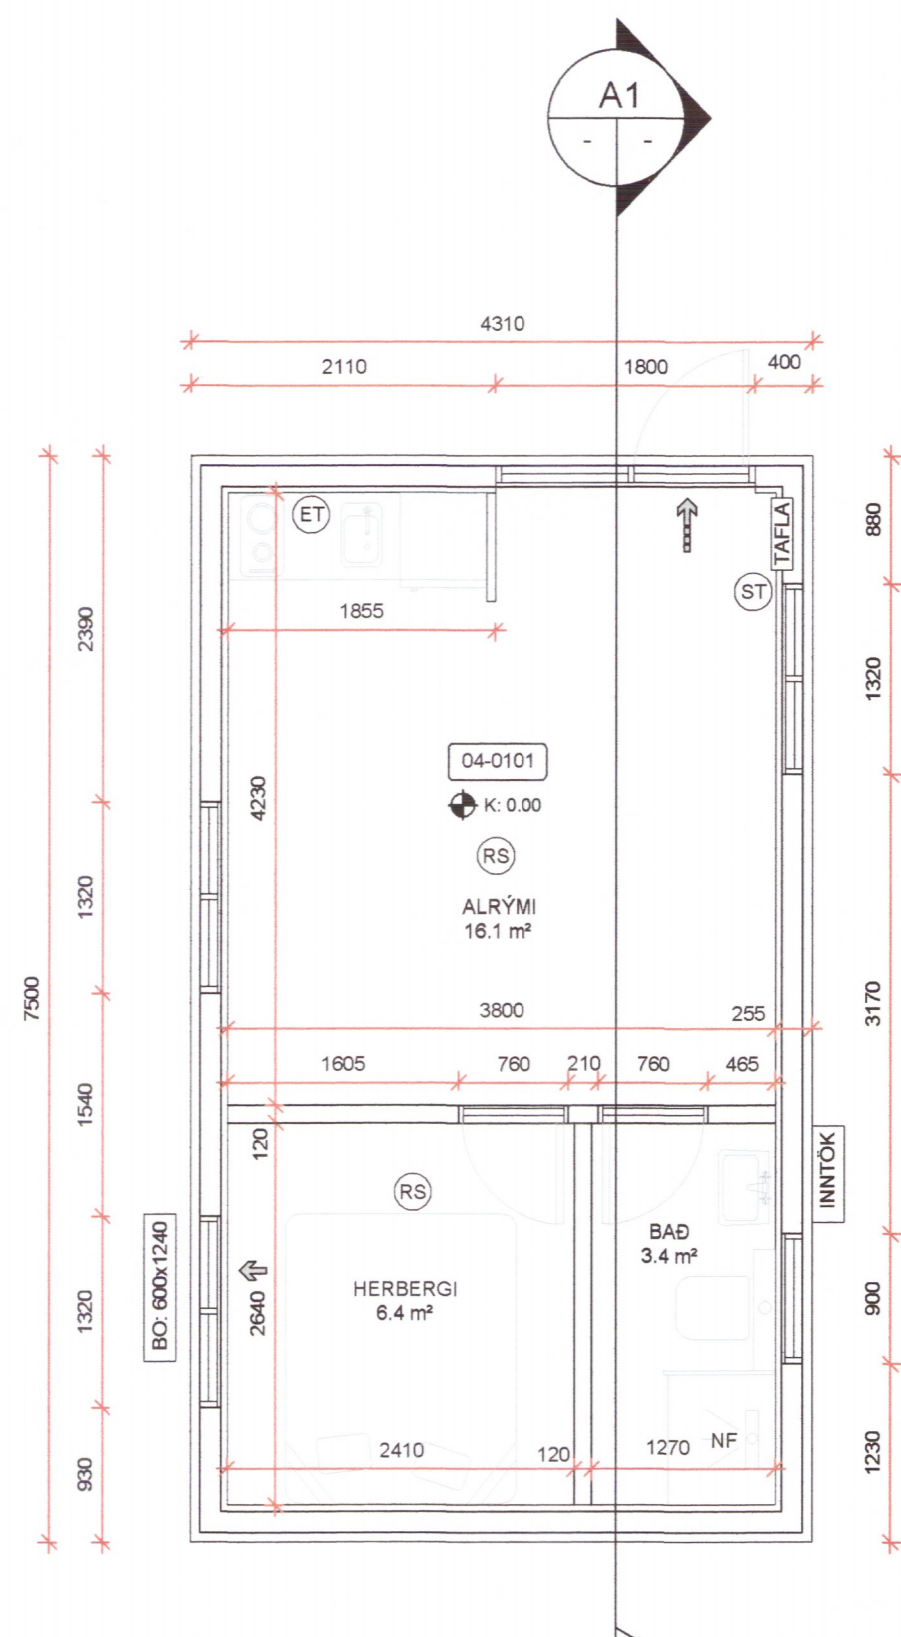 A1
- -
4310
2110 1800 400
ET
TAFLA
880
ST
1855
2390
1320
04-0101
4230
K: 0.00
RS
1320
ALRÝMI
16.1 m²
7500
3800 255
3170
1605 760 210 760 465
1540
120
INNTÖK
RS
BAÐ
3.4 m²
BO: 600x1240
HERBERGI
6.4 m²
1320
2640
900
2410 120 1270 NF
930
1230